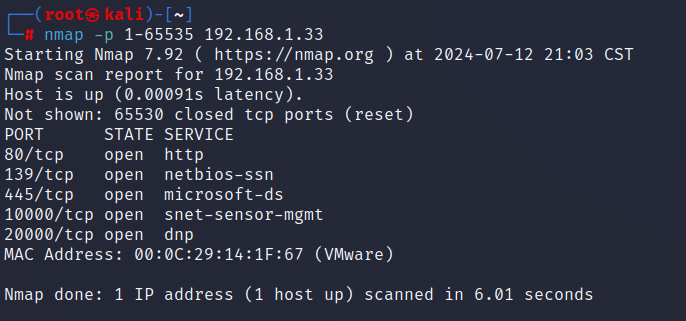 ┌──(root㉿kali)-[~]
└─# nmap -p 1-65535 192.168.1.33
Starting Nmap 7.92 ( https://nmap.org ) at 2024-07-12 21:03 CST
Nmap scan report for 192.168.1.33
Host is up (0.00091s latency).
Not shown: 65530 closed tcp ports (reset)
PORT      STATE SERVICE
80/tcp    open  http
139/tcp   open  netbios-ssn
445/tcp   open  microsoft-ds
10000/tcp open  snet-sensor-mgmt
20000/tcp open  dnp
MAC Address: 00:0C:29:14:1F:67 (VMware)
Nmap done: 1 IP address (1 host up) scanned in 6.01 seconds